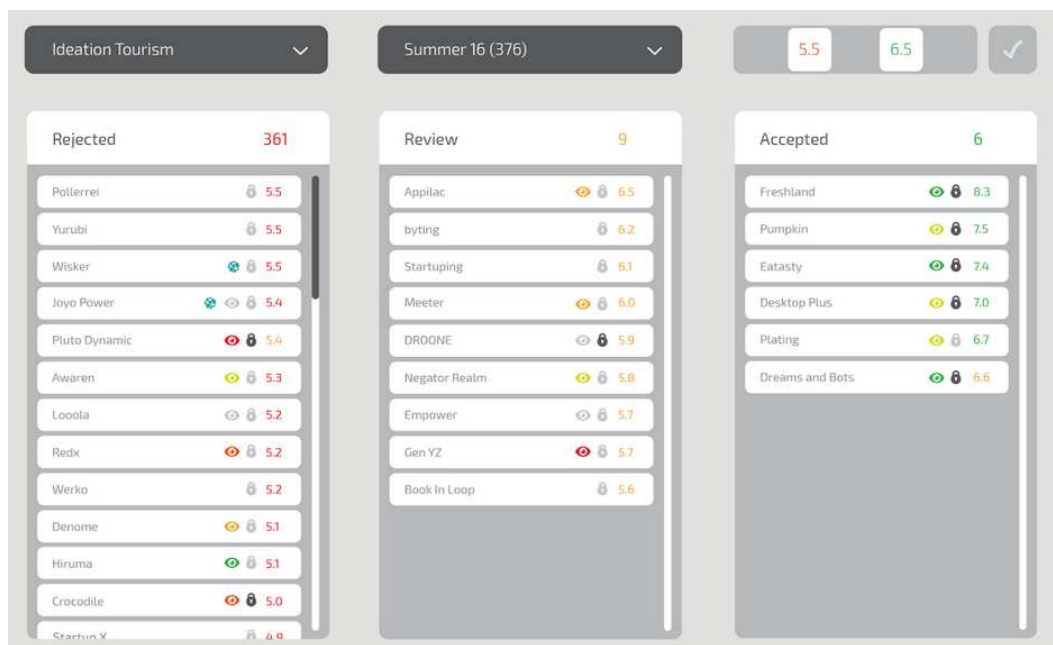 Ideation Tourism
Summer 16 (376)
5.5 6.5
Rejected 361
Pollerrei 5.5
Yurubi 5.5
Wisker 5.5
Joyo Power 5.4
Pluto Dynamic 5.4
Awaren 5.3
Looola 5.2
Redx 5.2
Werko 5.2
Denome 5.1
Hiruma 5.1
Crocodile 5.0
Startup X 4.9
Review 9
Appilac 6.5
byting 6.2
Startuping 6.1
Meeter 6.0
DROONE 5.9
Negator Realm 5.8
Empower 5.7
Gen YZ 5.7
Book In Loop 5.6
Accepted 6
Freshland 8.3
Pumpkin 7.5
Eatasty 7.4
Desktop Plus 7.0
Plating 6.7
Dreams and Bots 6.6